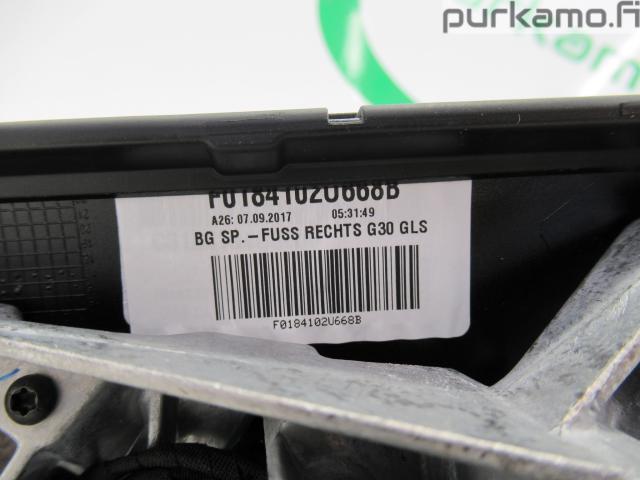 purkamo.fi
F0184102U668B
A26: 07.09.2017 05:31:49
BG SP.-FUSS RECHTS G30 GLS
F0184102U668B